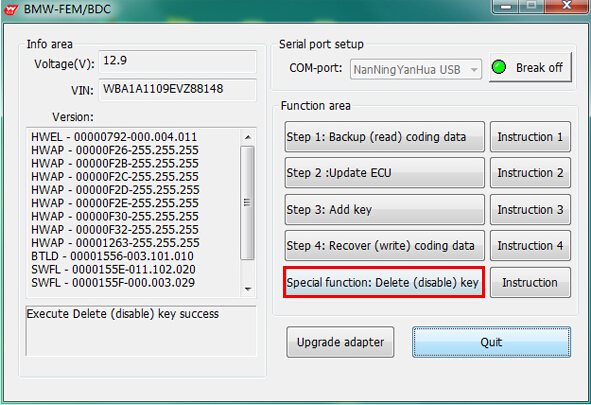 BMW-FEM/BDC
Info area
Voltage(V): 12.9
VIN: WBA1A1109EVZ88148
Version:
HWEL - 00000792-000.004.011
HWAP - 00000F26-255.255.255
HWAP - 00000F2B-255.255.255
HWAP - 00000F2C-255.255.255
HWAP - 00000F2D-255.255.255
HWAP - 00000F2E-255.255.255
HWAP - 00000F30-255.255.255
HWAP - 00000F32-255.255.255
HWAP - 00001263-255.255.255
BTLD - 00001556-003.101.010
SWFL - 0000155E-011.102.020
SWFL - 0000155F-000.003.029
Execute Delete (disable) key success
Serial port setup
COM-port: NanNingYanHua USB Break off
Function area
Step 1: Backup (read) coding data Instruction 1
Step 2 :Update ECU Instruction 2
Step 3: Add key Instruction 3
Step 4: Recover (write) coding data Instruction 4
Special function: Delete (disable) key Instruction
Upgrade adapter Quit